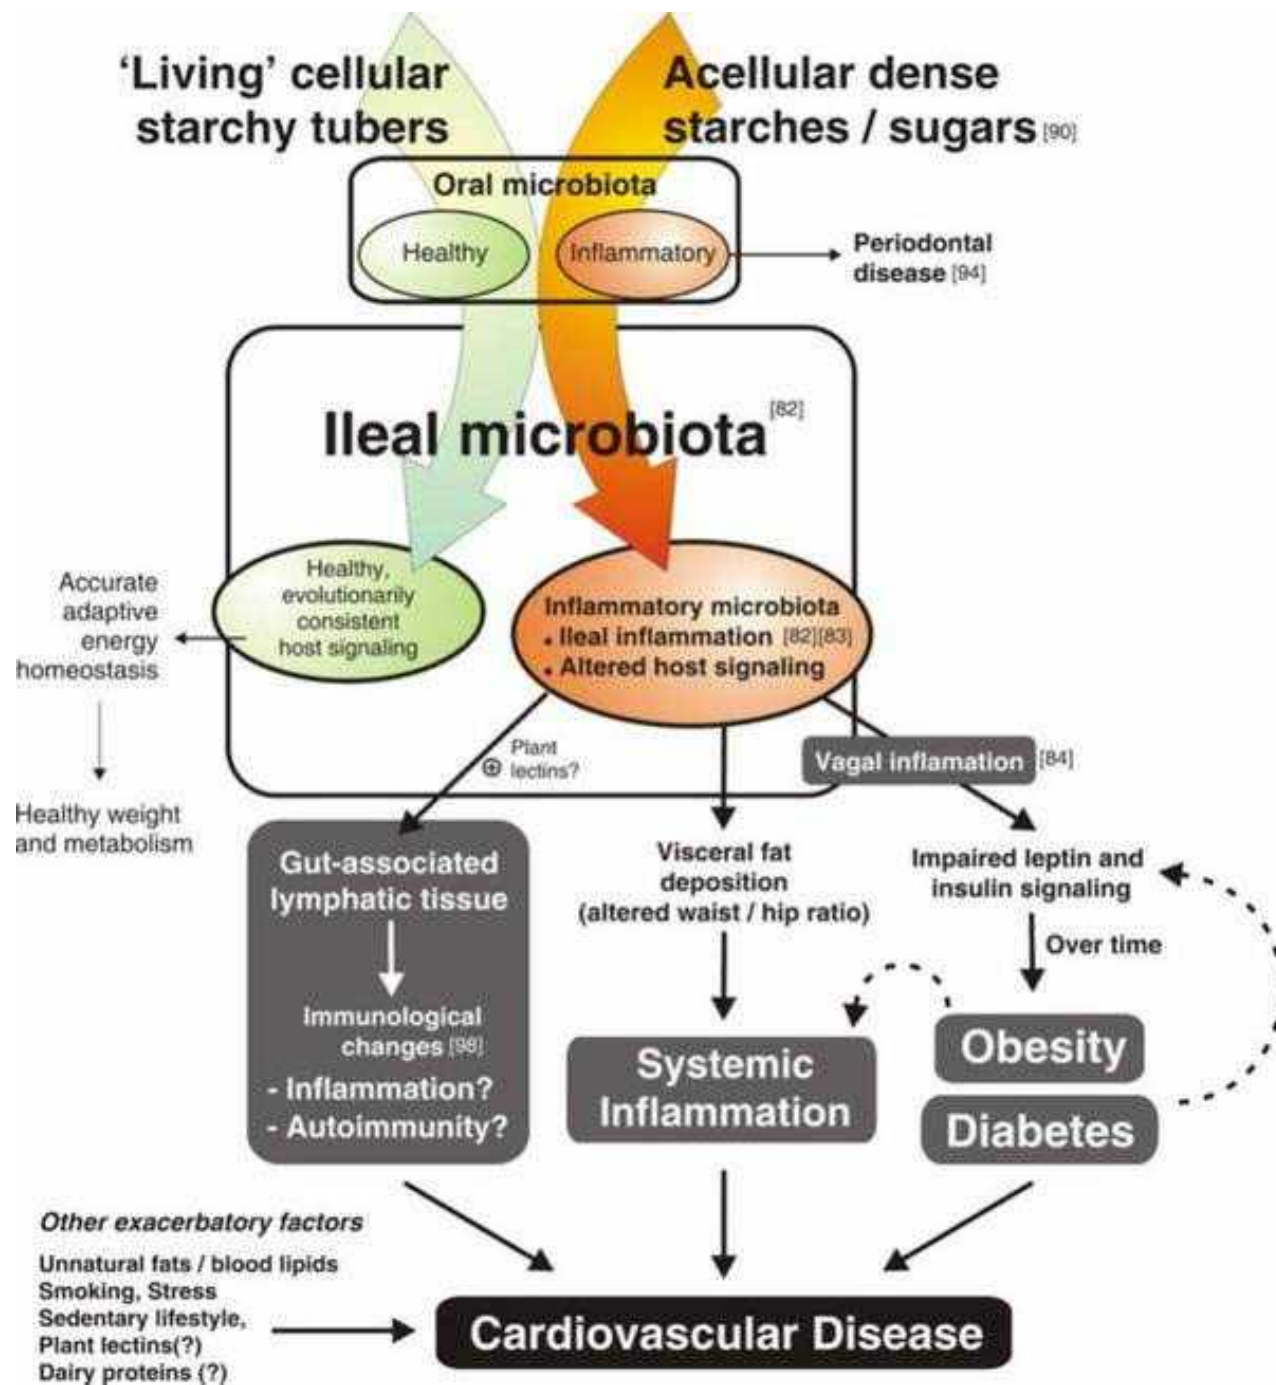 ‘Living’ cellular
starchy tubers
Acellular dense
starches / sugars [90]
Oral microbiota
Healthy
Inflammatory
Periodontal
disease [94]
Ileal microbiota [82]
Healthy,
evolutionarily
consistent
host signaling
Inflammatory microbiota
• Ileal inflammation [82][83]
• Altered host signaling
Accurate
adaptive
energy
homeostasis
Healthy weight
and metabolism
⊕ Plant
lectins?
Vagal inflamation [84]
Gut-associated
lymphatic tissue
Immunological
changes [98]
- Inflammation?
- Autoimmunity?
Visceral fat
deposition
(altered waist / hip ratio)
Systemic
Inflammation
Impaired leptin and
insulin signaling
Over time
Obesity
Diabetes
Other exacerbatory factors
Unnatural fats / blood lipids
Smoking, Stress
Sedentary lifestyle,
Plant lectins(?)
Dairy proteins (?)
Cardiovascular Disease